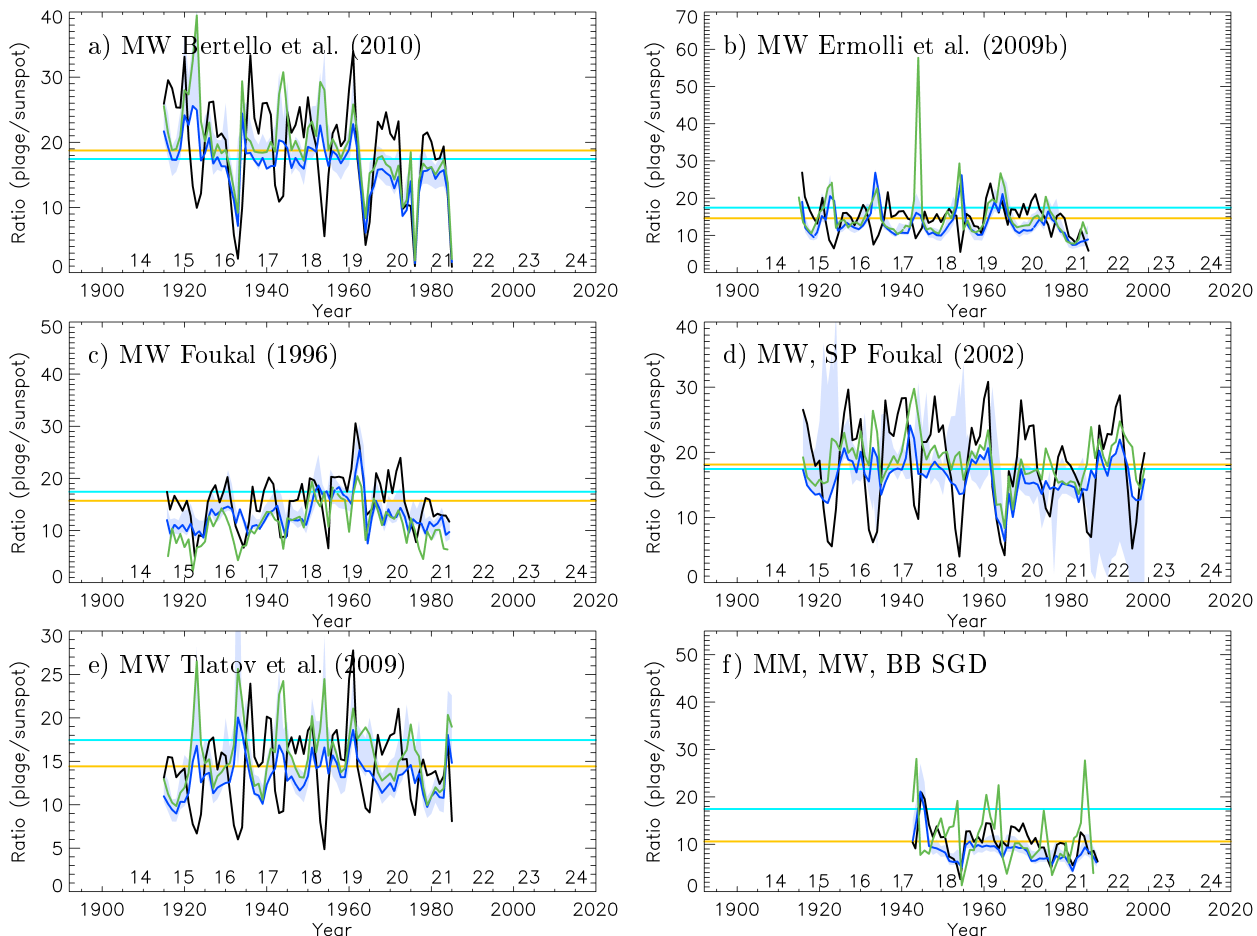 a) MW Bertello et al. (2010)
Ratio (plage/sunspot)
40
30
20
10
0
14 15 16 17 18 19 20 21 22 23 24
1900 1920 1940 1960 1980 2000 2020
Year
b) MW Ermolli et al. (2009b)
Ratio (plage/sunspot)
70
60
50
40
30
20
10
0
14 15 16 17 18 19 20 21 22 23 24
1900 1920 1940 1960 1980 2000 2020
Year
c) MW Foukal (1996)
Ratio (plage/sunspot)
50
40
30
20
10
0
14 15 16 17 18 19 20 21 22 23 24
1900 1920 1940 1960 1980 2000 2020
Year
d) MW, SP Foukal (2002)
Ratio (plage/sunspot)
40
30
20
10
0
14 15 16 17 18 19 20 21 22 23 24
1900 1920 1940 1960 1980 2000 2020
Year
e) MW Tlatov et al. (2009)
Ratio (plage/sunspot)
30
25
20
15
10
5
0
14 15 16 17 18 19 20 21 22 23 24
1900 1920 1940 1960 1980 2000 2020
Year
f) MM, MW, BB SGD
Ratio (plage/sunspot)
50
40
30
20
10
0
14 15 16 17 18 19 20 21 22 23 24
1900 1920 1940 1960 1980 2000 2020
Year